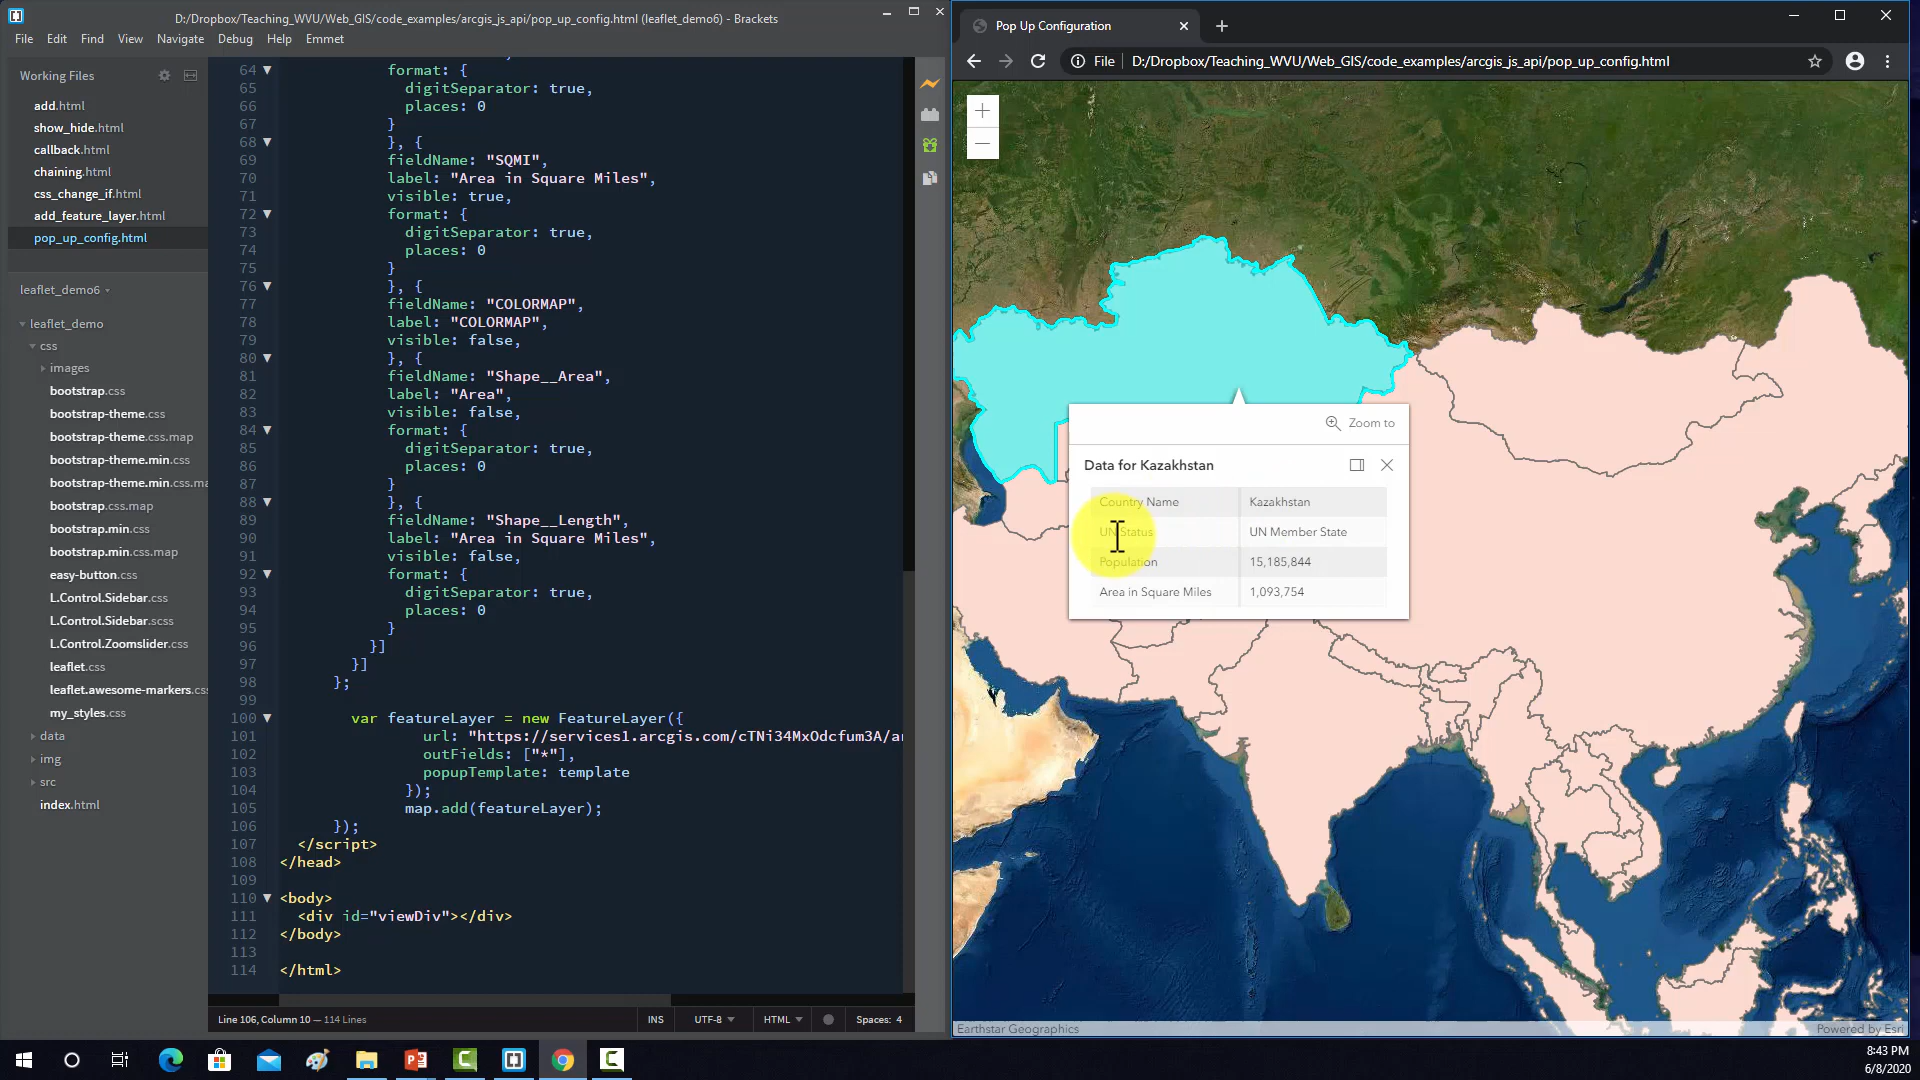 D:/Dropbox/Teaching_WVU/Web_GIS/code_examples/arcgis_js_api/pop_up_config.html (leaflet_demo6) - Brackets
File Edit Find View Navigate Debug Help Emmet
Working Files
add.html
show_hide.html
callback.html
chaining.html
css_change_if.html
add_feature_layer.html
pop_up_config.html
leaflet_demo6
leaflet_demo
css
images
bootstrap.css
bootstrap-theme.css
bootstrap-theme.css.map
bootstrap-theme.min.css
bootstrap-theme.min.css.ma
bootstrap.css.map
bootstrap.min.css
bootstrap.min.css.map
easy-button.css
L.Control.Sidebar.css
L.Control.Sidebar.scss
L.Control.Zoomslider.css
leaflet.css
leaflet.awesome-markers.cs
my_styles.css
data
img
src
index.html
64 format: {
65 digitSeparator: true,
66 places: 0
67 }
68 }, {
69 fieldName: "SQMI",
70 label: "Area in Square Miles",
71 visible: true,
72 format: {
73 digitSeparator: true,
74 places: 0
75 }
76 }, {
77 fieldName: "COLORMAP",
78 label: "COLORMAP",
79 visible: false,
80 }, {
81 fieldName: "Shape__Area",
82 label: "Area",
83 visible: false,
84 format: {
85 digitSeparator: true,
86 places: 0
87 }
88 }, {
89 fieldName: "Shape__Length",
90 label: "Area in Square Miles",
91 visible: false,
92 format: {
93 digitSeparator: true,
94 places: 0
95 }
96 }]
97 }]
98 };
99
100 var featureLayer = new FeatureLayer({
101 url: "https://services1.arcgis.com/cTNi34MxOdcfum3A/ar
102 outFields: ["*"],
103 popupTemplate: template
104 });
105 map.add(featureLayer);
106 });
107 </script>
108 </head>
109
110 <body>
111 <div id="viewDiv"></div>
112 </body>
113
114 </html>
Line 106, Column 10 — 114 Lines
INS UTF-8 HTML Spaces: 4
Pop Up Configuration
File D:/Dropbox/Teaching_WVU/Web_GIS/code_examples/arcgis_js_api/pop_up_config.html
Zoom to
Data for Kazakhstan
Country Name Kazakhstan
UN Status UN Member State
Population 15,185,844
Area in Square Miles 1,093,754
Earthstar Geographics
Powered by Esri
8:43 PM
6/8/2020